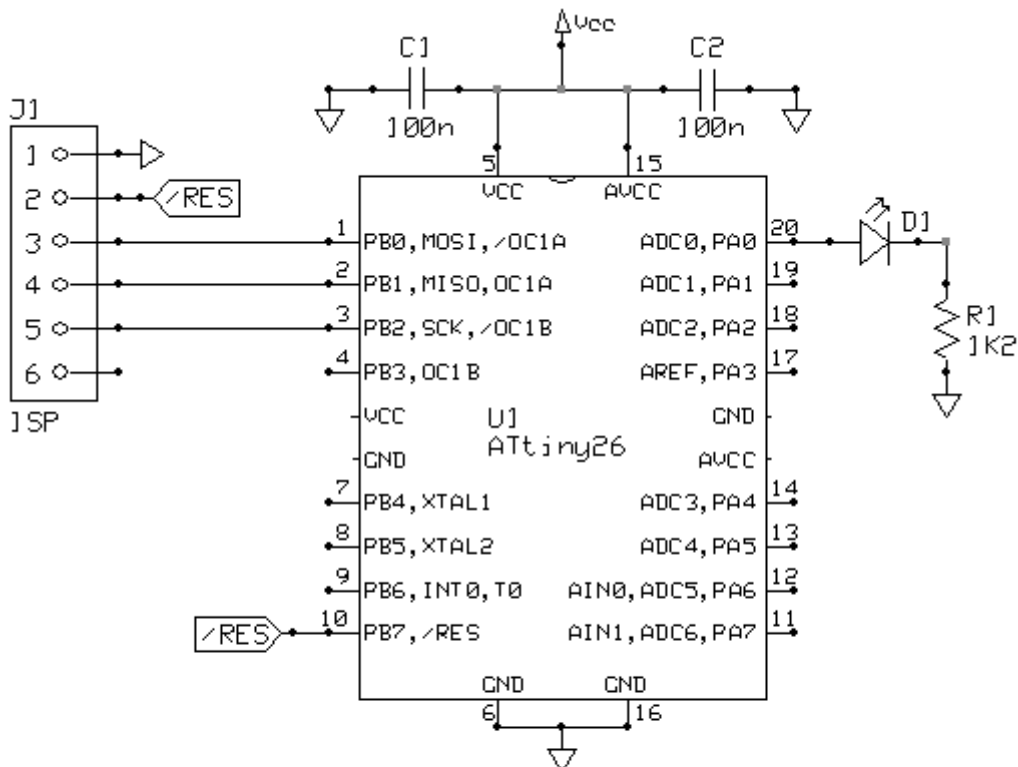 Vcc
C1
C2
100n
100n
J1
1
2
3
4
5
6
ISP
/RES
5
15
VCC
AVCC
1
PB0,MOSI,/OC1A
2
PB1,MISO,OC1A
3
PB2,SCK,/OC1B
4
PB3,OC1B
VCC
GND
7
PB4,XTAL1
8
PB5,XTAL2
9
PB6,INT0,T0
10
PB7,/RES
/RES
U1
ATtiny26
ADC0,PA0
20
ADC1,PA1
19
ADC2,PA2
18
AREF,PA3
17
GND
AVCC
ADC3,PA4
14
ADC4,PA5
13
AIN0,ADC5,PA6
12
AIN1,ADC6,PA7
11
GND
GND
6
16
D1
R1
1K2